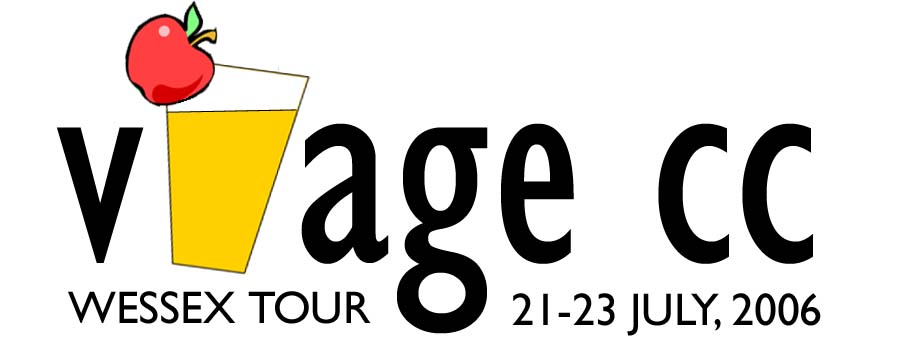 v age cc
WESSEX TOUR 21-23 JULY, 2006